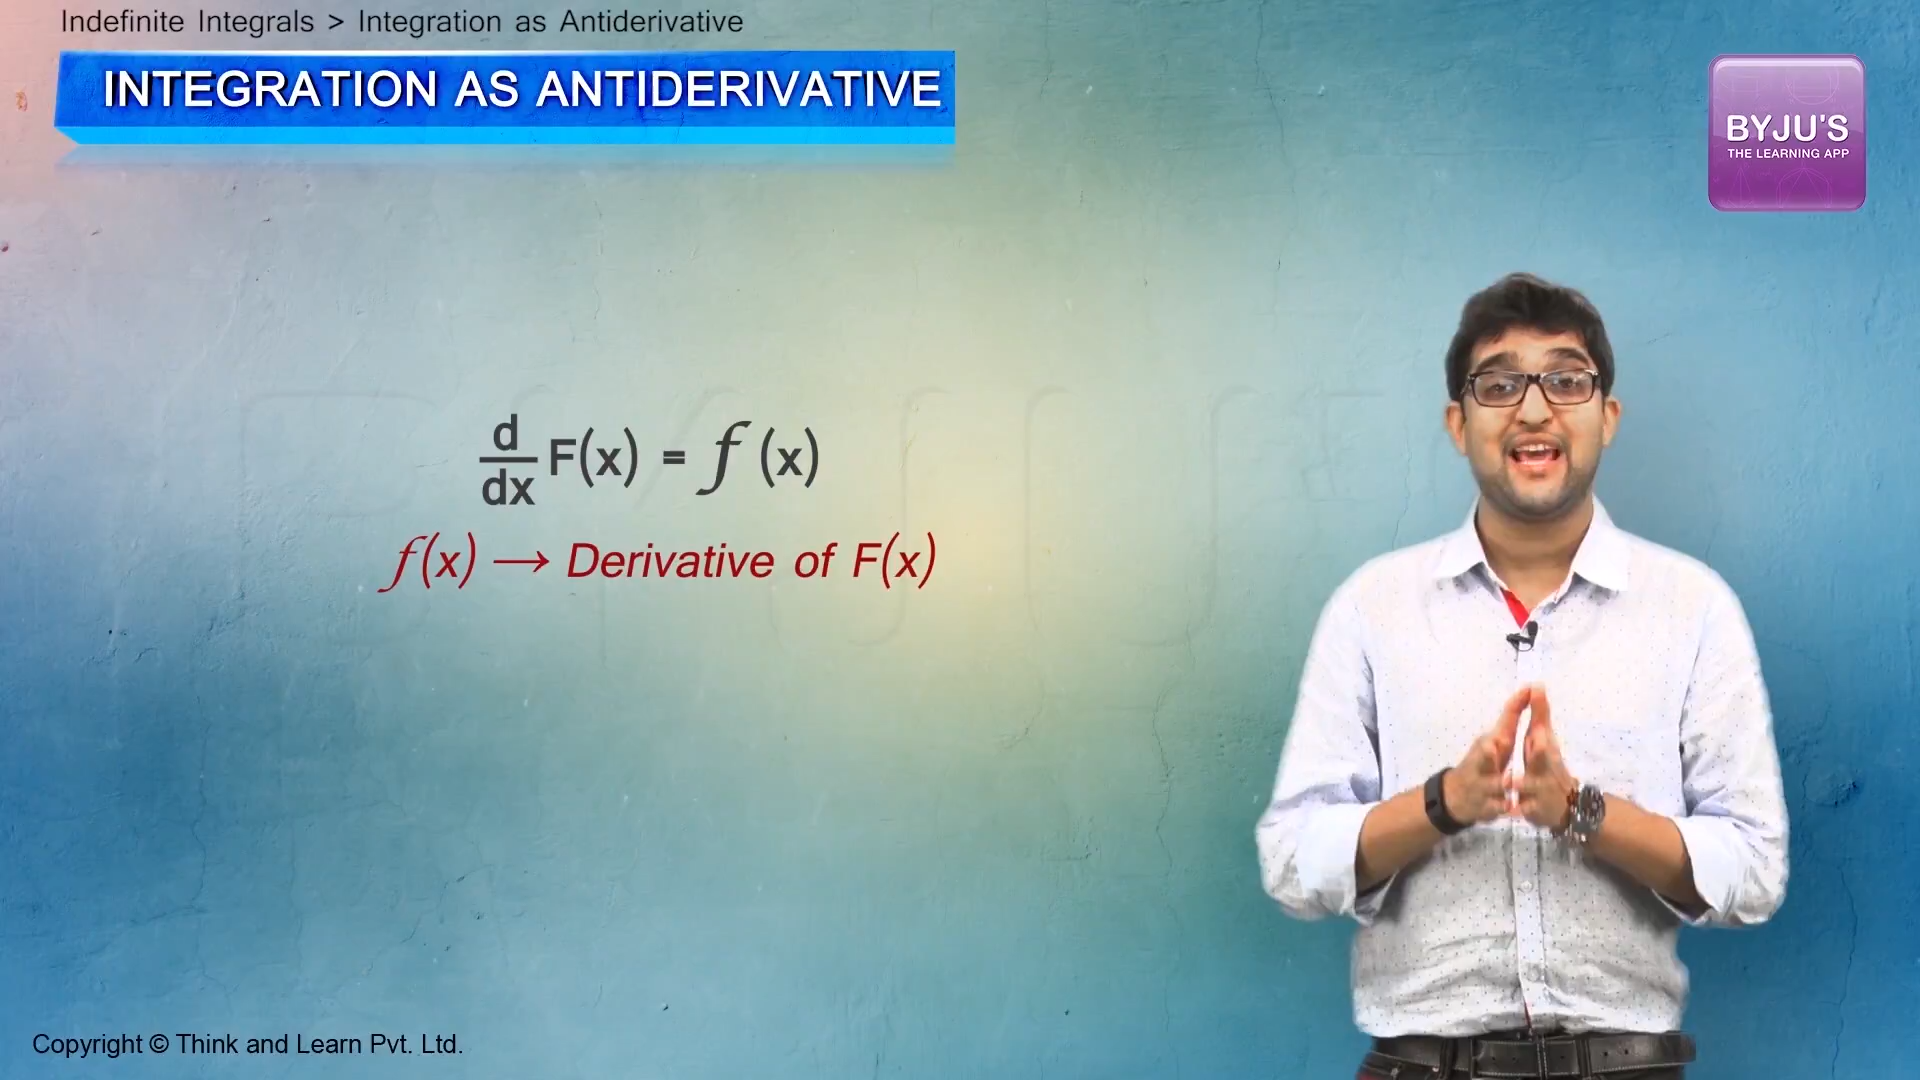 Indefinite Integrals > Integration as Antiderivative
INTEGRATION AS ANTIDERIVATIVE
BYJU'S
THE LEARNING APP
d
dx F(x) = f (x)
f(x) → Derivative of F(x)
Copyright © Think and Learn Pvt. Ltd.